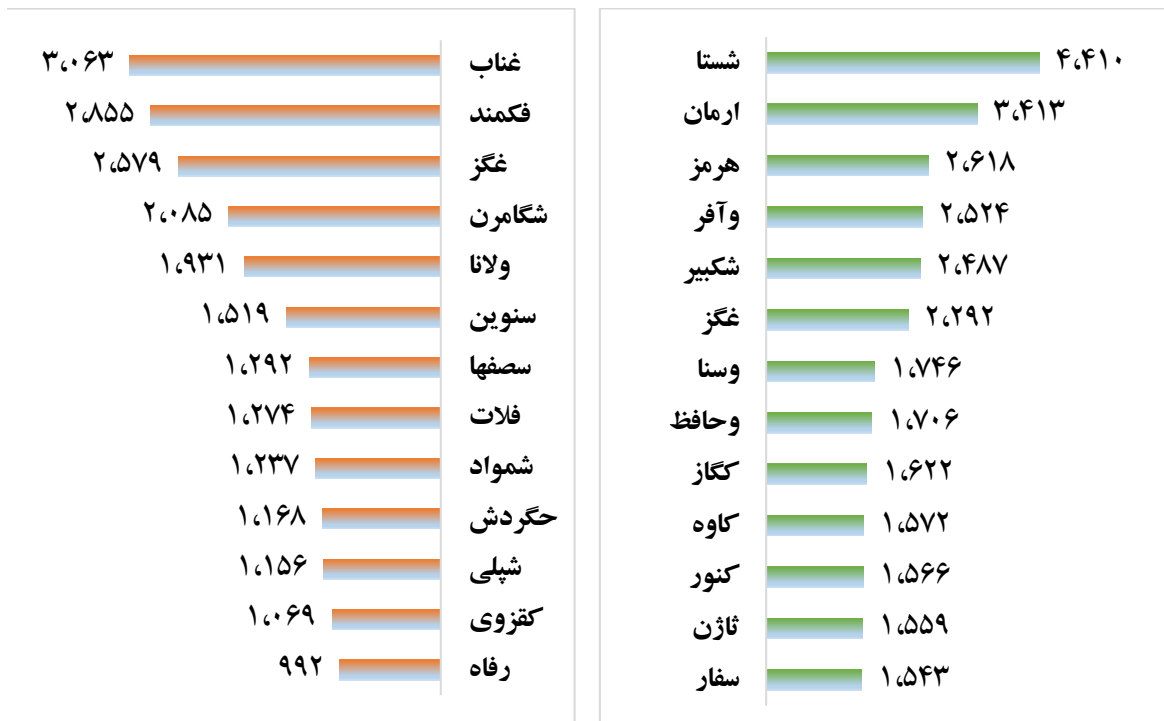 شستا ۴،۴۱۰
ارمان ۳،۴۱۳
هرمز ۲،۶۱۸
وآفر ۲،۵۲۴
شکبیر ۲،۴۸۷
غگز ۲،۲۹۲
وسنا ۱،۷۴۶
وحافظ ۱،۷۰۶
کگاز ۱،۶۲۲
کاوه ۱،۵۷۲
کنور ۱،۵۶۶
ثاژن ۱،۵۵۹
سفار ۱،۵۴۳
غناب ۳،۰۶۳
فکمند ۲،۸۵۵
غگز ۲،۵۷۹
شگامرن ۲،۰۸۵
ولانا ۱،۹۳۱
سنوین ۱،۵۱۹
سصفها ۱،۲۹۲
فلات ۱،۲۷۴
شمواد ۱،۲۳۷
حگردش ۱،۱۶۸
شپلی ۱،۱۵۶
کقزوی ۱،۰۶۹
رفاه ۹۹۲